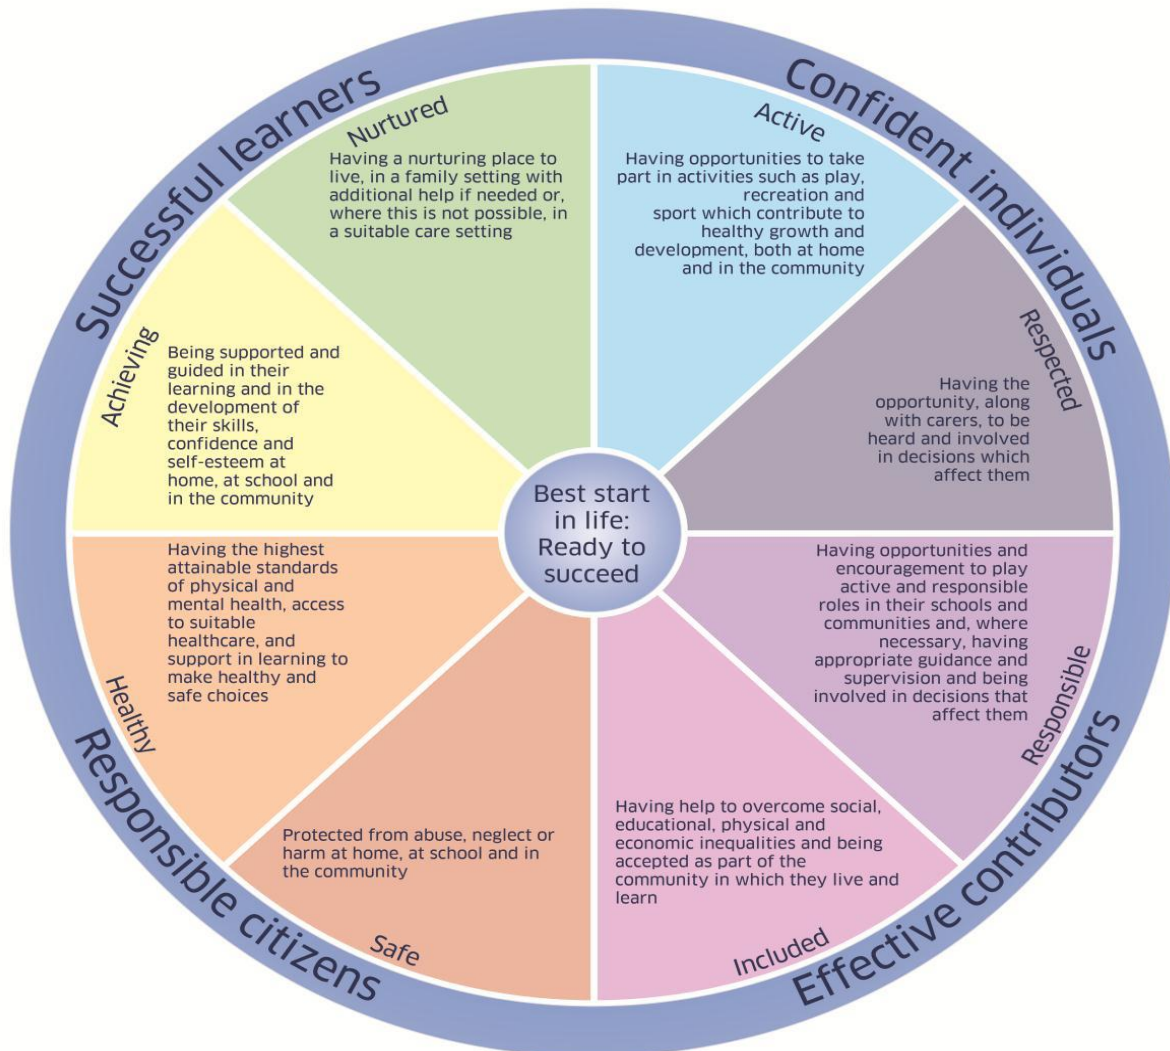 Successful learners
Confident individuals
Nurtured
Having a nurturing place to
live, in a family setting with
additional help if needed or,
where this is not possible, in
a suitable care setting
Active
Having opportunities to take
part in activities such as play,
recreation and
sport which contribute to
healthy growth and
development, both at home
and in the community
Achieving
Being supported and
guided in their
learning and in the
development of
their skills,
confidence and
self-esteem at
home, at school and
in the community
Respected
Having the
opportunity, along
with carers, to be
heard and involved
in decisions which
affect them
Best start
in life:
Ready to
succeed
Healthy
Having the highest
attainable standards
of physical and
mental health, access
to suitable
healthcare, and
support in learning to
make healthy and
safe choices
Having opportunities and
encouragement to play
active and responsible
roles in their schools and
communities and, where
necessary, having
appropriate guidance and
supervision and being
involved in decisions that
affect them
Responsible
Protected from abuse, neglect or
harm at home, at school and in
the community
Safe
Having help to overcome social,
educational, physical and
economic inequalities and being
accepted as part of the
community in which they live and
learn
Included
Responsible citizens
Effective contributors